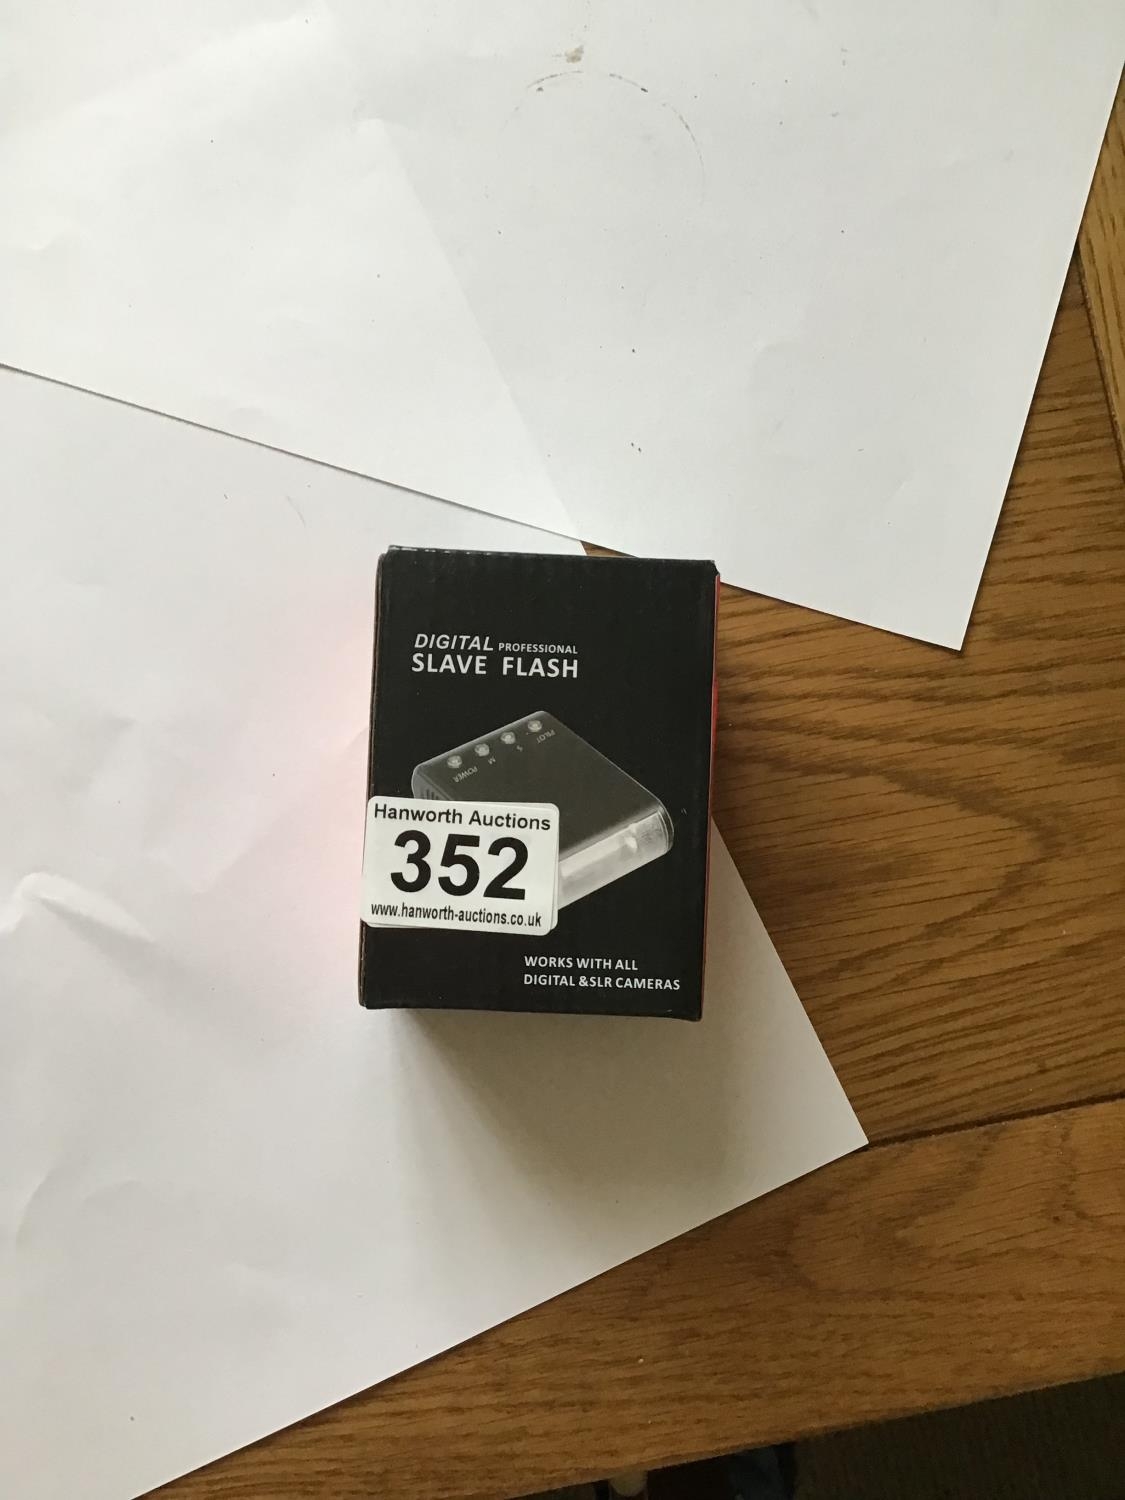 DIGITAL PROFESSIONAL
SLAVE FLASH
PILOT
M
POWER
Hanworth Auctions
352
www.hanworth-auctions.co.uk
WORKS WITH ALL
DIGITAL &SLR CAMERAS